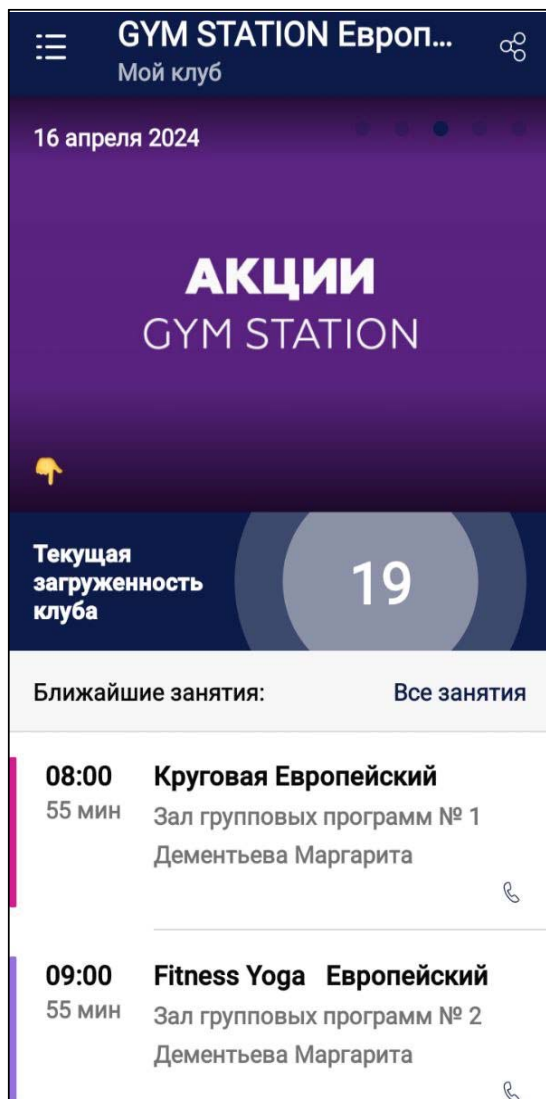 GYM STATION Европ...
Мой клуб
16 апреля 2024
АКЦИИ
GYM STATION
Текущая
загруженность
клуба
19
Ближайшие занятия:
Все занятия
08:00
Круговая Европейский
55 мин
Зал групповых программ № 1
Дементьева Маргарита
09:00
Fitness Yoga Европейский
55 мин
Зал групповых программ № 2
Дементьева Маргарита